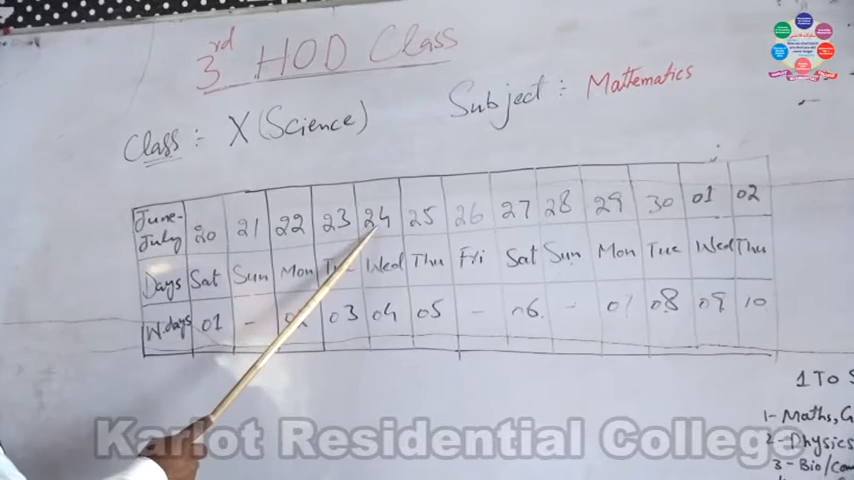 3rd HOD Class
Class :- X (Science)
Subject :- Mathematics
June-July 20 21 22 23 24 25 26 27 28 29 30 01 02
Days Sat Sun Mon Wed Thu Fri Sat Sun Mon Tue Wed Thu
W.days 01 - 03 04 05 - 06 - 07 08 09 10
1 To
1- Maths,
2- Physics
3- Bio/Com
Karlot Residential College